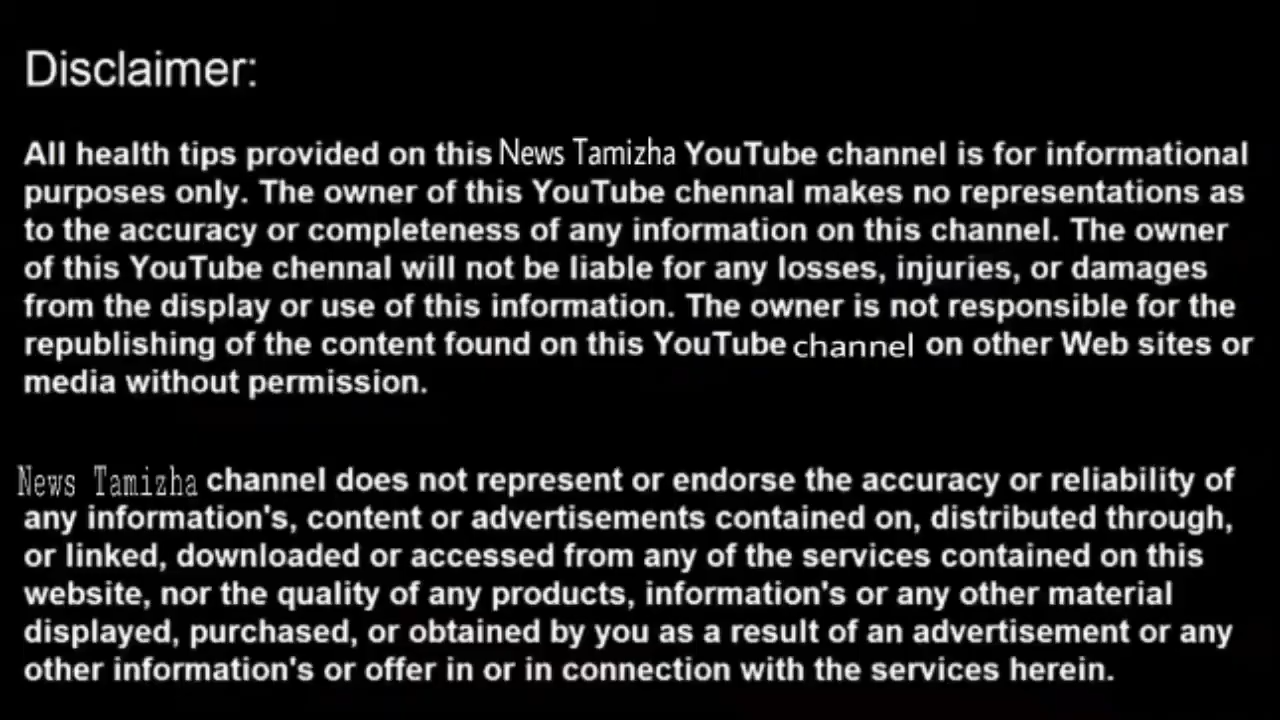 Disclaimer:
All health tips provided on this News Tamizha YouTube channel is for informational
purposes only. The owner of this YouTube chennal makes no representations as
to the accuracy or completeness of any information on this channel. The owner
of this YouTube chennal will not be liable for any losses, injuries, or damages
from the display or use of this information. The owner is not responsible for the
republishing of the content found on this YouTube channel on other Web sites or
media without permission.
News Tamizha channel does not represent or endorse the accuracy or reliability of
any information's, content or advertisements contained on, distributed through,
or linked, downloaded or accessed from any of the services contained on this
website, nor the quality of any products, information's or any other material
displayed, purchased, or obtained by you as a result of an advertisement or any
other information's or offer in or in connection with the services herein.